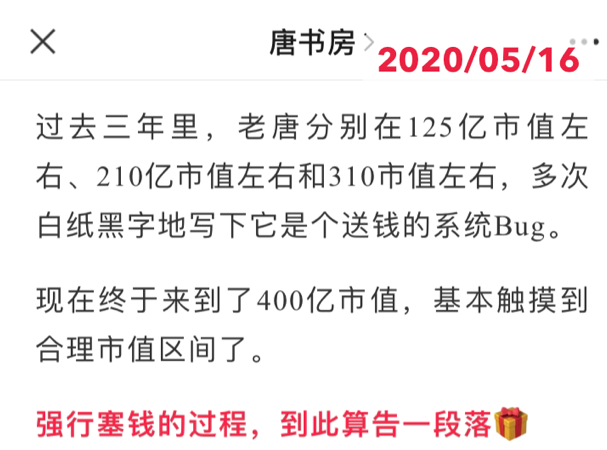 唐书房
2020/05/16
过去三年里，老唐分别在125亿市值左
右、210亿市值左右和310市值左右，多次
白纸黑字地写下它是个送钱的系统Bug。
现在终于来到了400亿市值，基本触摸到
合理市值区间了。
强行塞钱的过程，到此算告一段落🎁